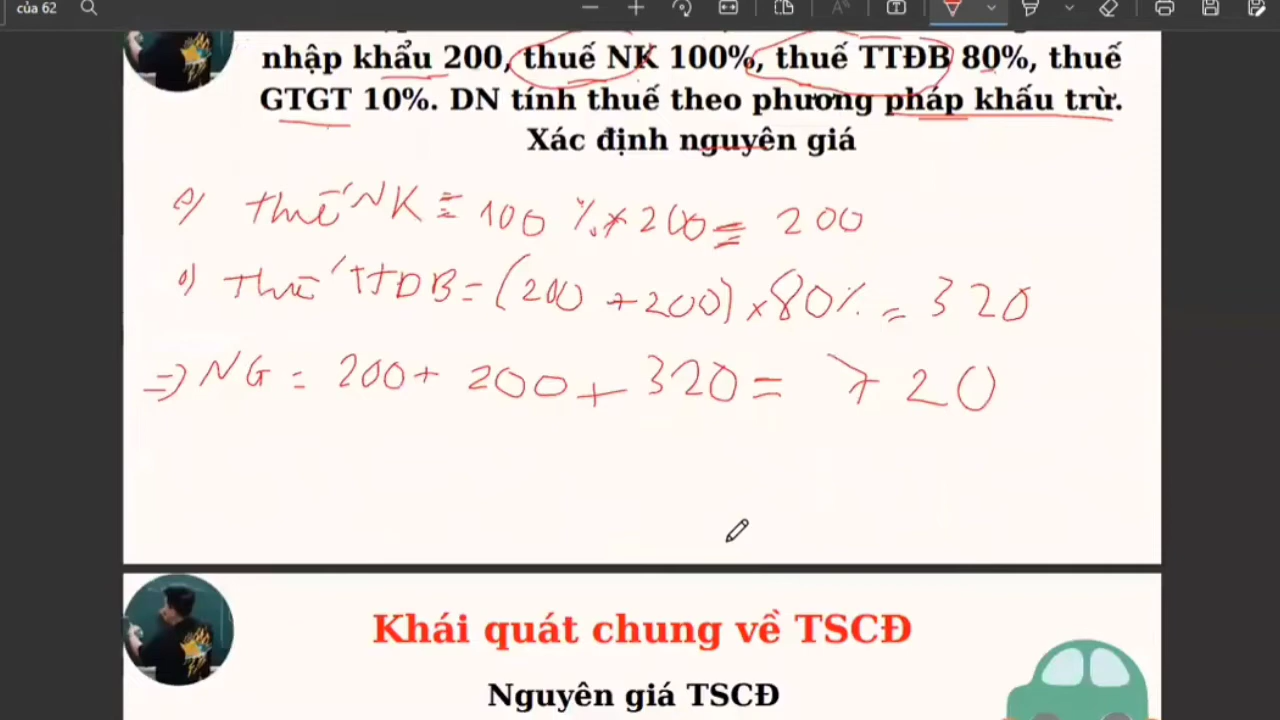 của 62
nhập khẩu 200, thuế NK 100%, thuế TTĐB 80%, thuế
GTGT 10%. DN tính thuế theo phương pháp khấu trừ.
Xác định nguyên giá
thuế NK = 100 % x 200 = 200
Thuế TTĐB = (200 + 200) x 80% = 320
=> NG = 200 + 200 + 320 = 720
Khái quát chung về TSCĐ
Nguyên giá TSCĐ